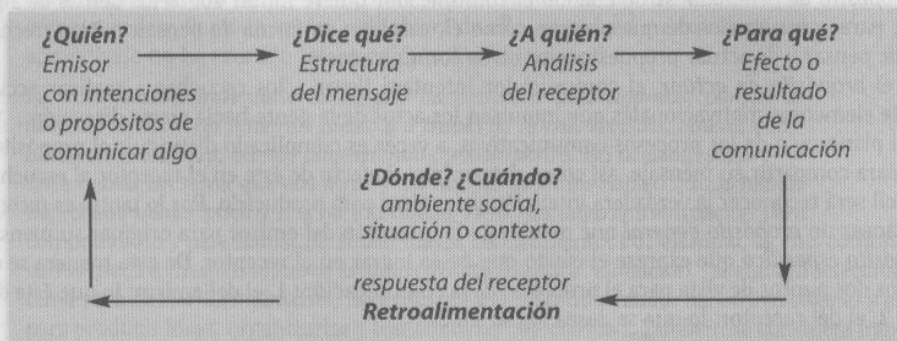 ¿Quién?
Emisor
con intenciones
o propósitos de
comunicar algo
¿Dice qué?
Estructura
del mensaje
¿A quién?
Análisis
del receptor
¿Para qué?
Efecto o
resultado
de la
comunicación
¿Dónde? ¿Cuándo?
ambiente social,
situación o contexto
respuesta del receptor
Retroalimentación